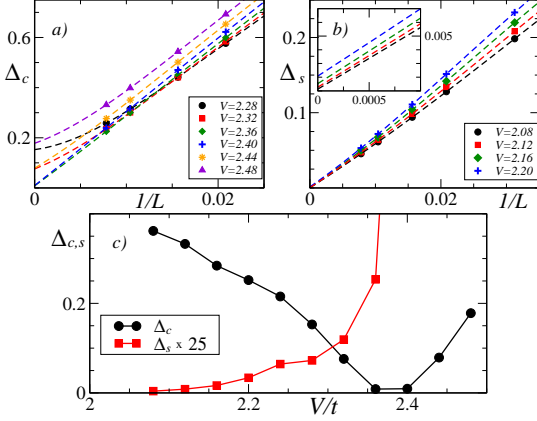 a)
Δc
0.6
0.2
0
0.02
1/L
V=2.28
V=2.32
V=2.36
V=2.40
V=2.44
V=2.48
b)
Δs
0.2
0.1
0
0.02
1/L
0.005
0
0.0005
V=2.08
V=2.12
V=2.16
V=2.20
c)
Δc,s
0.2
0
2
2.2
2.4
V/t
Δc
Δs x 25